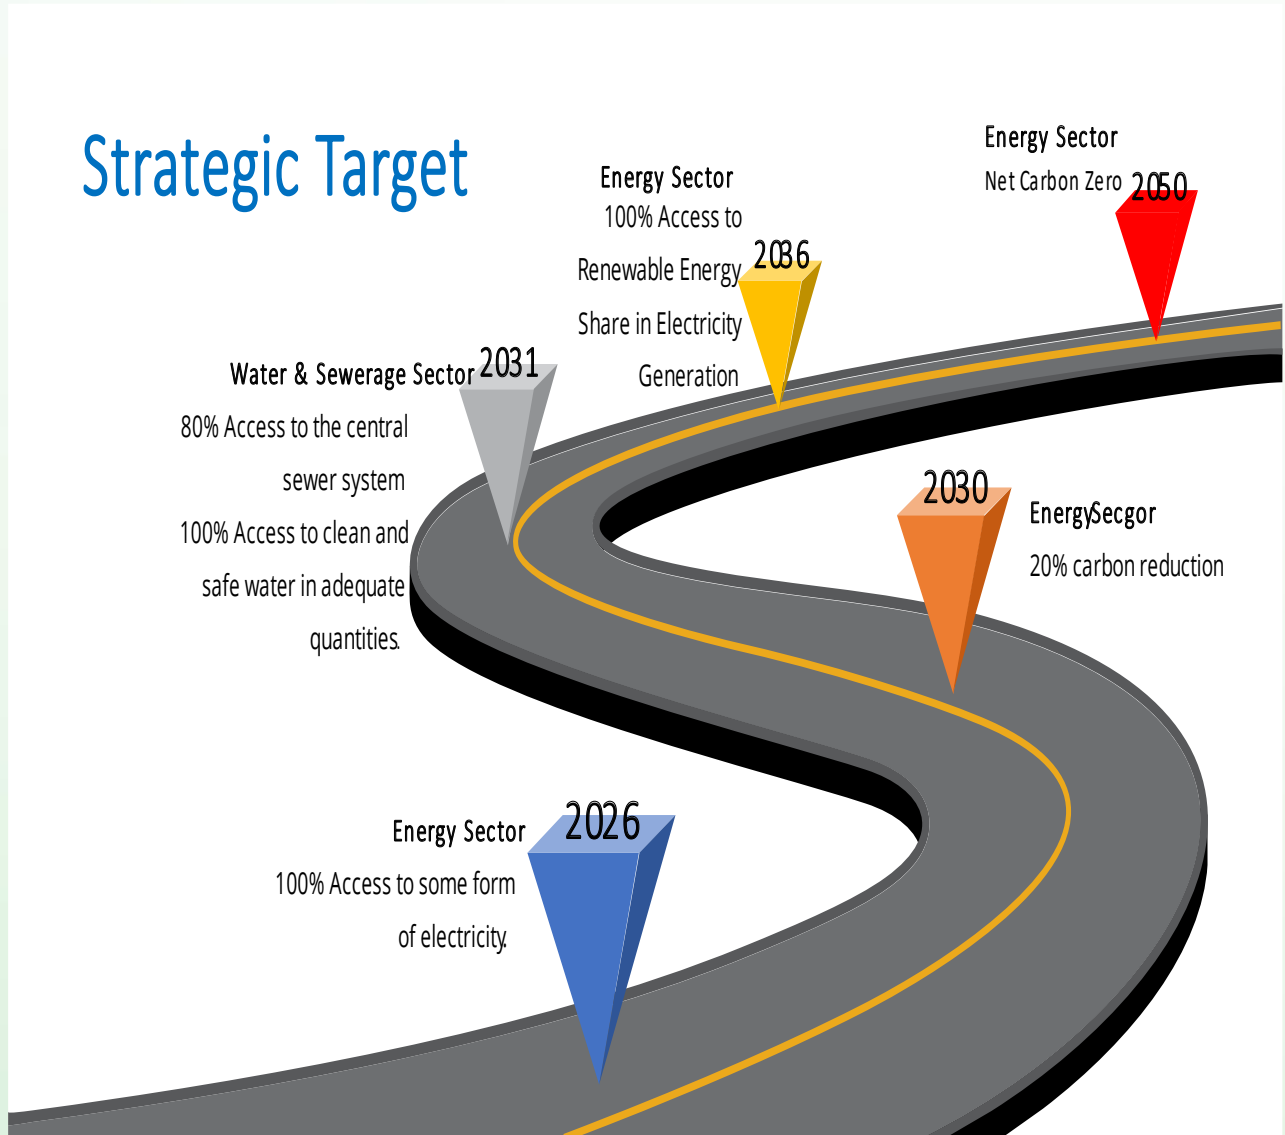 Strategic Target
Energy Sector
Net Carbon Zero
2050
Energy Sector
100% Access to
Renewable Energy
Share in Electricity
Generation
2036
Water & Sewerage Sector
2031
80% Access to the central
sewer system
100% Access to clean and
safe water in adequate
quantities.
2030
EnergySecgor
20% carbon reduction
Energy Sector
2026
100% Access to some form
of electricity.